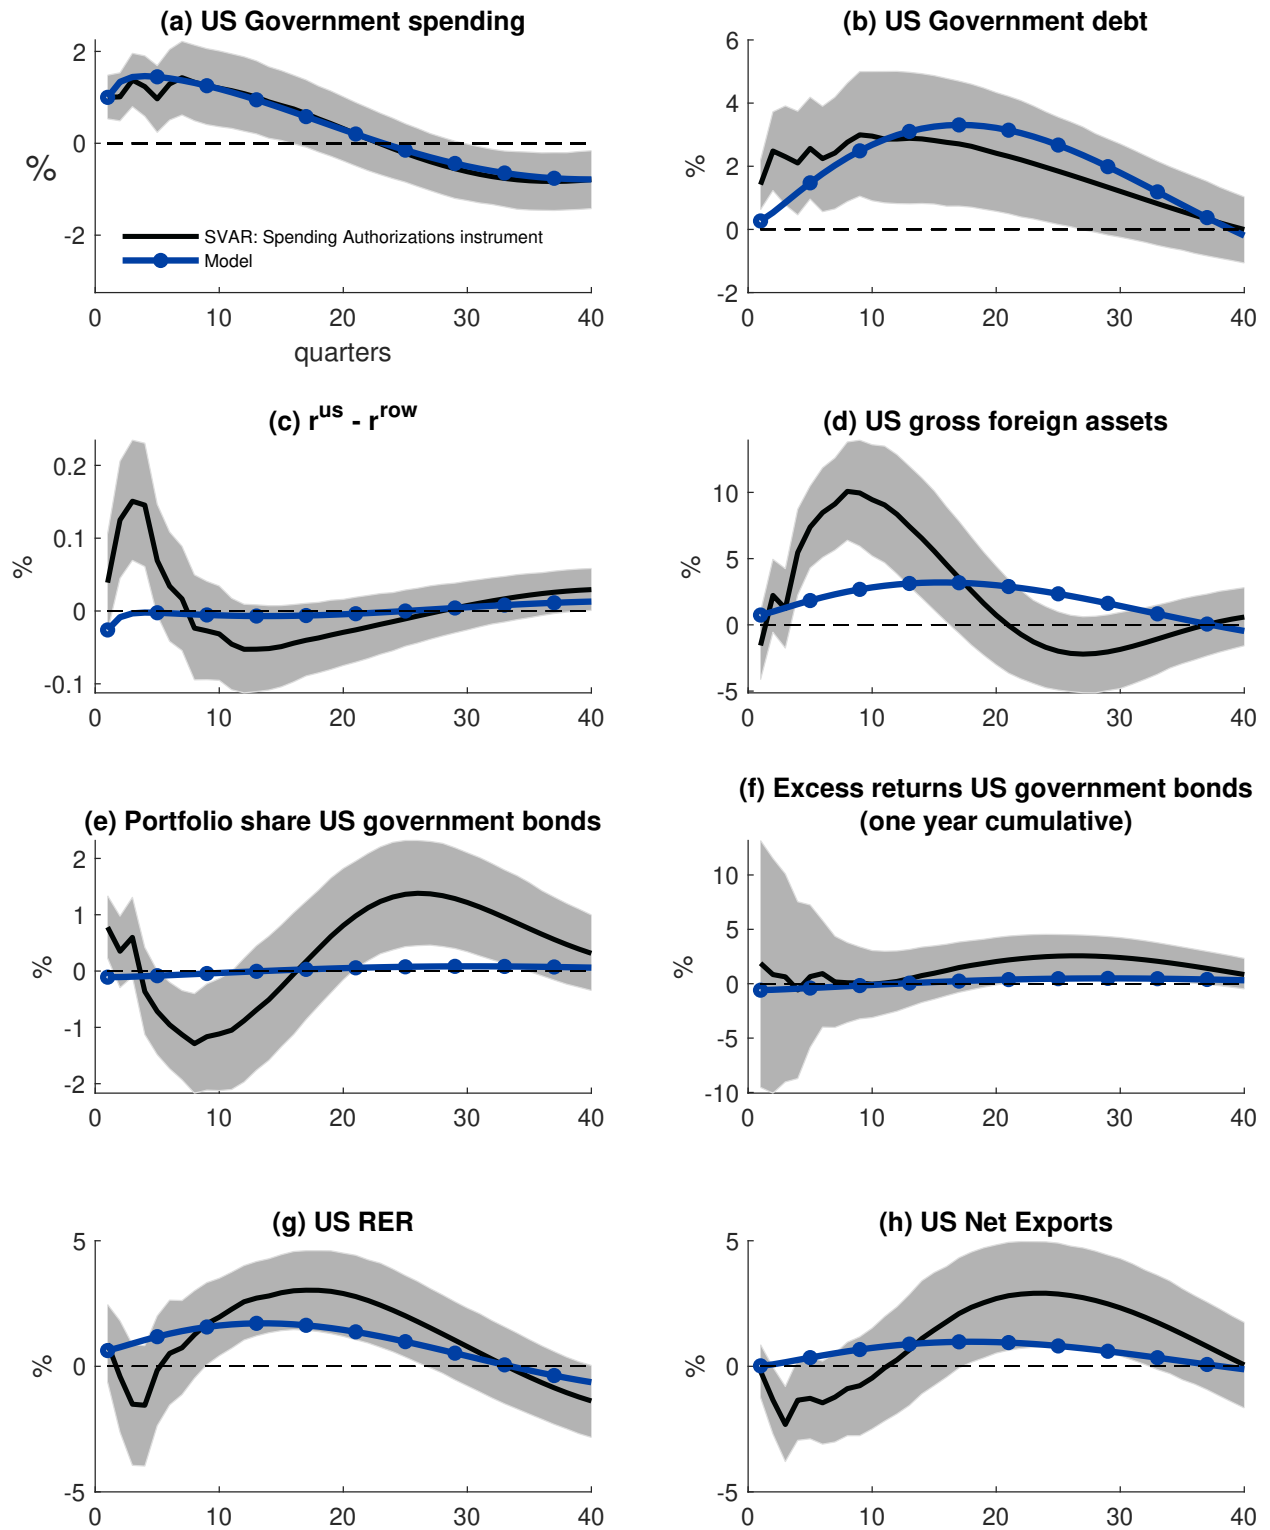 (a) US Government spending
2
0
-2
%
SVAR: Spending Authorizations instrument
Model
0 10 20 30 40
quarters
(b) US Government debt
6
4
2
0
-2
%
0 10 20 30 40
(c) r^us - r^row
0.2
0.1
0
-0.1
%
0 10 20 30 40
(d) US gross foreign assets
10
5
0
-5
%
0 10 20 30 40
(e) Portfolio share US government bonds
2
1
0
-1
-2
%
0 10 20 30 40
(f) Excess returns US government bonds
(one year cumulative)
10
5
0
-5
-10
%
0 10 20 30 40
(g) US RER
5
0
-5
%
0 10 20 30 40
(h) US Net Exports
5
0
-5
%
0 10 20 30 40